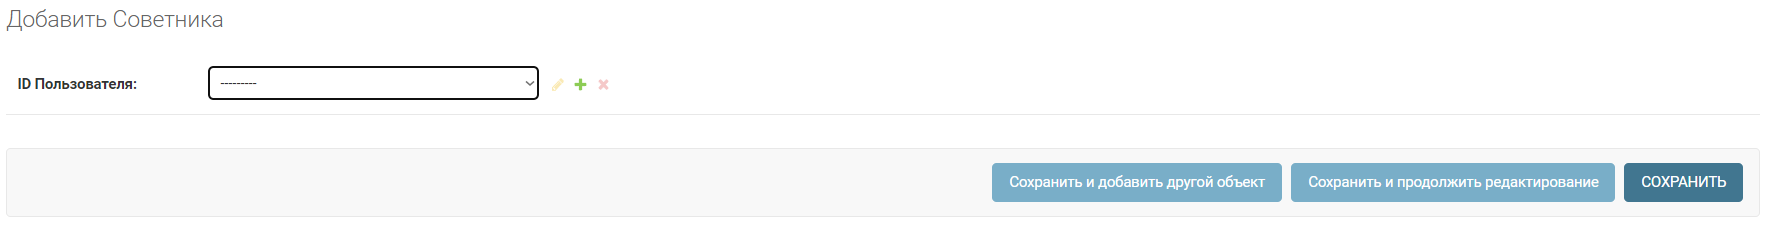 Добавить Советника
ID Пользователя:
---------
Сохранить и добавить другой объект
Сохранить и продолжить редактирование
СОХРАНИТЬ